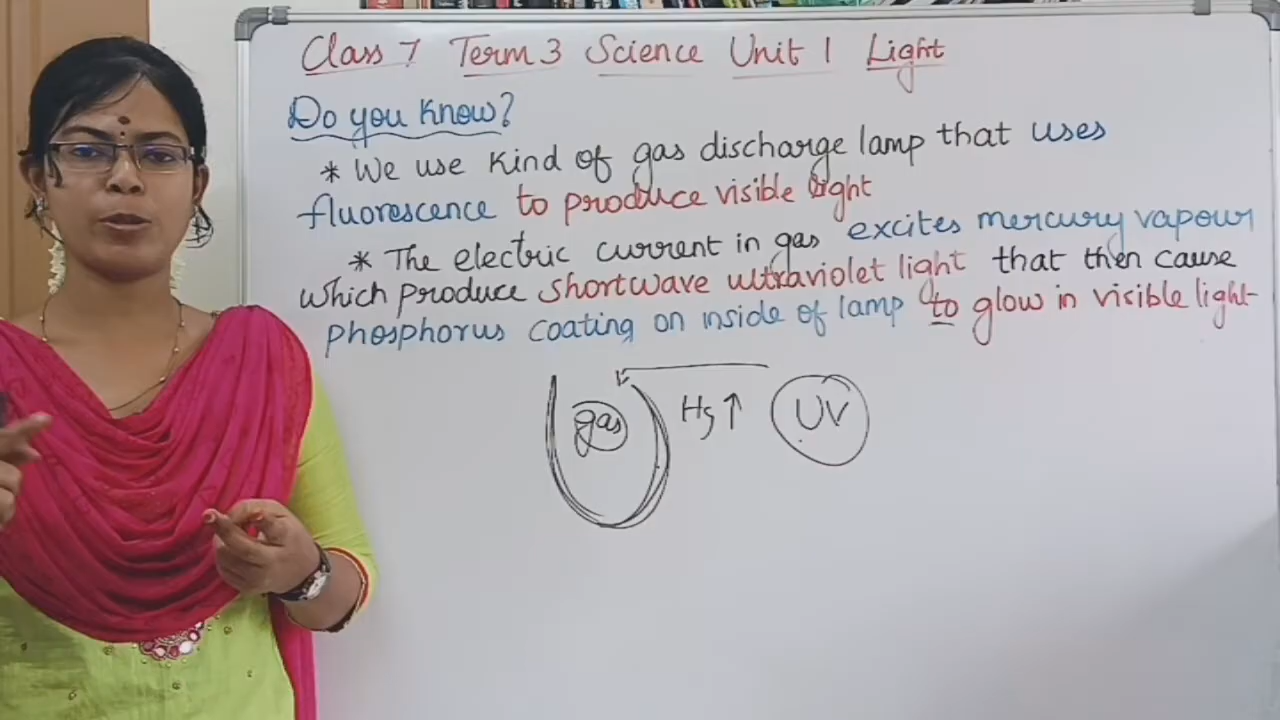 Class 7 Term 3 Science Unit 1 Light
Do you know?
* We use kind of gas discharge lamp that uses
fluorescence to produce visible light
* The electric current in gas excites mercury vapour
which produce shortwave ultraviolet light that then cause
phosphorus coating on inside of lamp to glow in visible light
gas Hg ↑ UV